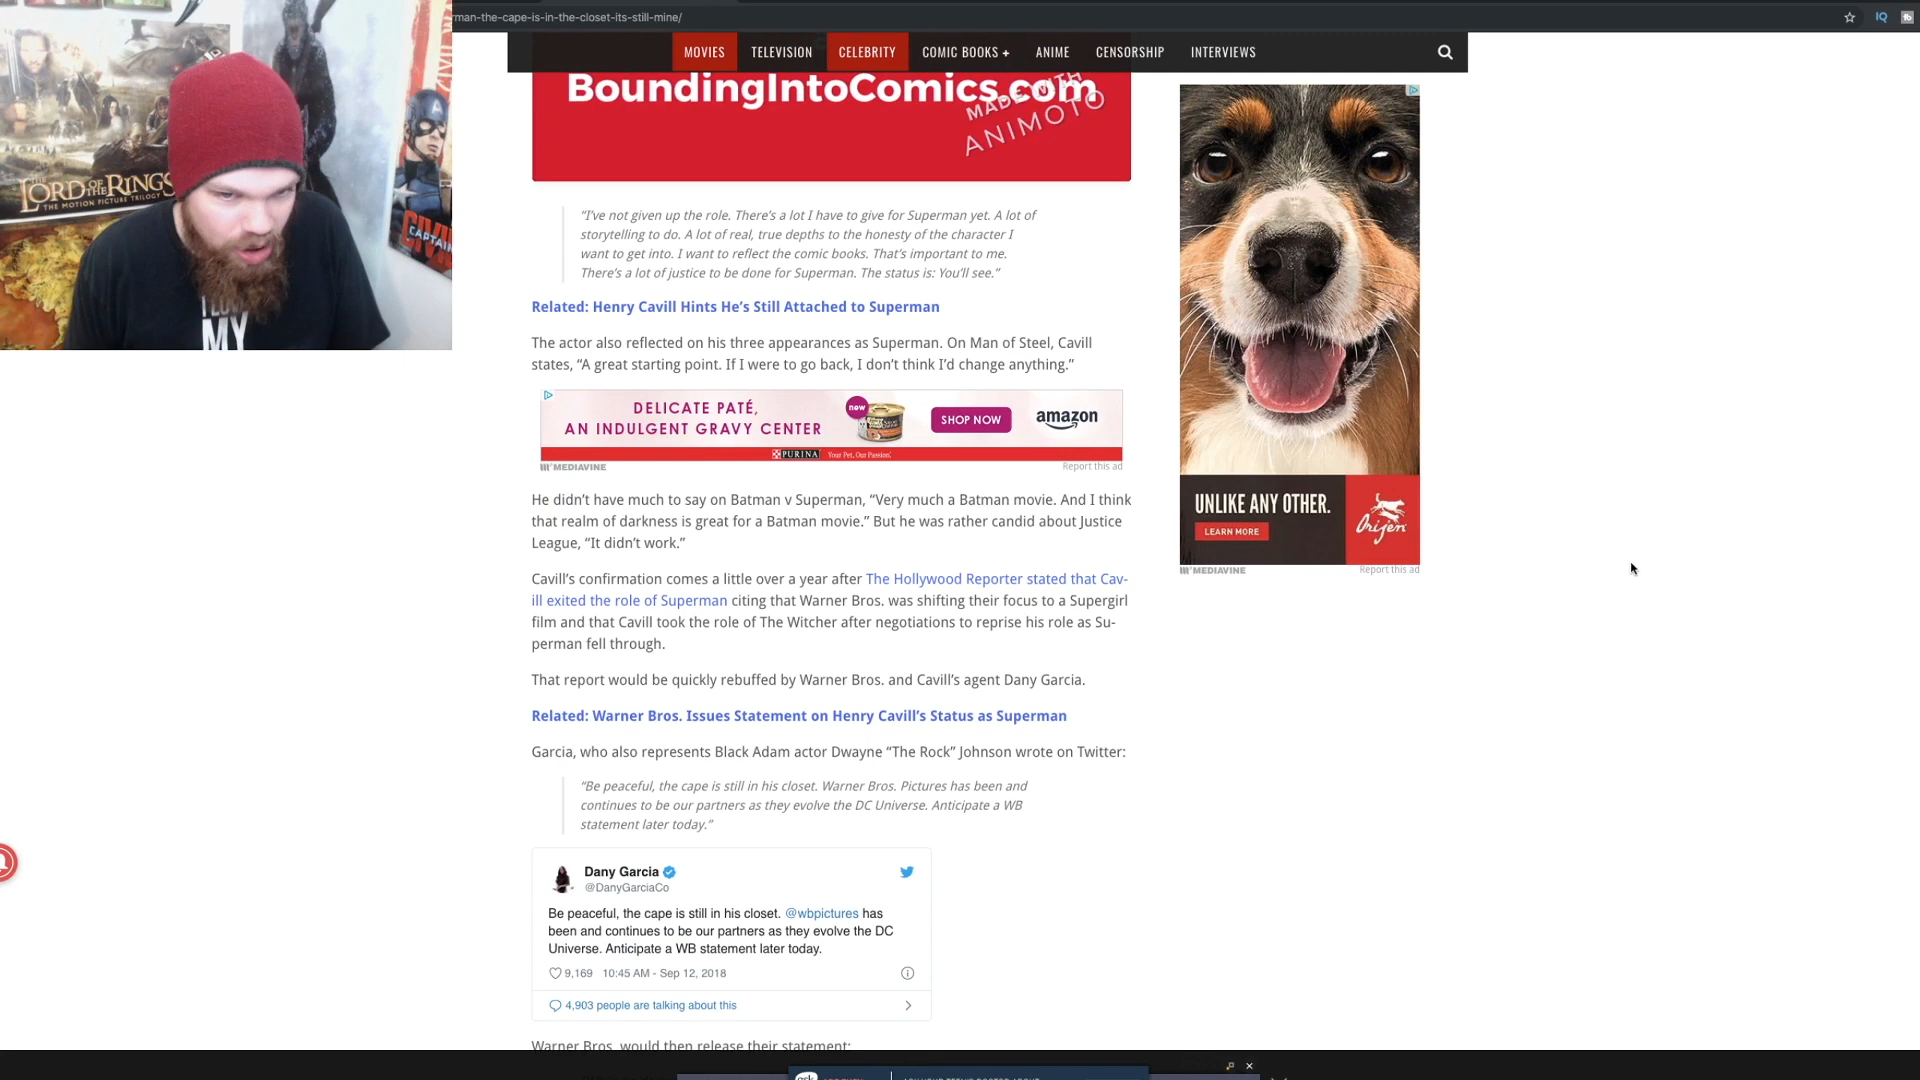 rman-the-cape-is-in-the-closet-its-still-mine/
IQ
MOVIES TELEVISION CELEBRITY COMIC BOOKS + ANIME CENSORSHIP INTERVIEWS
BoundingIntoComics.com
MADE WITH
ANIMOTO
LORD OF THE RINGS
THE MOTION PICTURE TRILOGY
CAPTAIN
CIVIL
MY
“I’ve not given up the role. There’s a lot I have to give for Superman yet. A lot of
storytelling to do. A lot of real, true depths to the honesty of the character I
want to get into. I want to reflect the comic books. That’s important to me.
There’s a lot of justice to be done for Superman. The status is: You’ll see.”
Related: Henry Cavill Hints He’s Still Attached to Superman
The actor also reflected on his three appearances as Superman. On Man of Steel, Cavill
states, “A great starting point. If I were to go back, I don’t think I’d change anything.”
DELICATE PATÉ,
AN INDULGENT GRAVY CENTER
new
SHOP NOW
amazon
PURINA Your Pet, Our Passion.
MEDIAVINE
Report this ad
He didn’t have much to say on Batman v Superman, “Very much a Batman movie. And I think
that realm of darkness is great for a Batman movie.” But he was rather candid about Justice
League, “It didn’t work.”
Cavill’s confirmation comes a little over a year after The Hollywood Reporter stated that Cav-
ill exited the role of Superman citing that Warner Bros. was shifting their focus to a Supergirl
film and that Cavill took the role of The Witcher after negotiations to reprise his role as Su-
perman fell through.
That report would be quickly rebuffed by Warner Bros. and Cavill’s agent Dany Garcia.
Related: Warner Bros. Issues Statement on Henry Cavill’s Status as Superman
Garcia, who also represents Black Adam actor Dwayne “The Rock” Johnson wrote on Twitter:
“Be peaceful, the cape is still in his closet. Warner Bros. Pictures has been and
continues to be our partners as they evolve the DC Universe. Anticipate a WB
statement later today.”
Dany Garcia
@DanyGarciaCo
Be peaceful, the cape is still in his closet. @wbpictures has
been and continues to be our partners as they evolve the DC
Universe. Anticipate a WB statement later today.
9,169 10:45 AM - Sep 12, 2018
4,903 people are talking about this
Warner Bros. would then release their statement:
UNLIKE ANY OTHER.
LEARN MORE
Orijen
MEDIAVINE
Report this ad